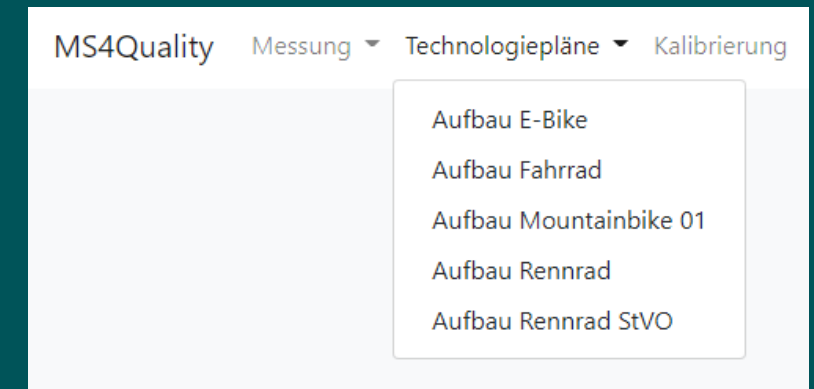 MS4Quality Messung Technologiepläne Kalibrierung
Aufbau E-Bike
Aufbau Fahrrad
Aufbau Mountainbike 01
Aufbau Rennrad
Aufbau Rennrad StVO